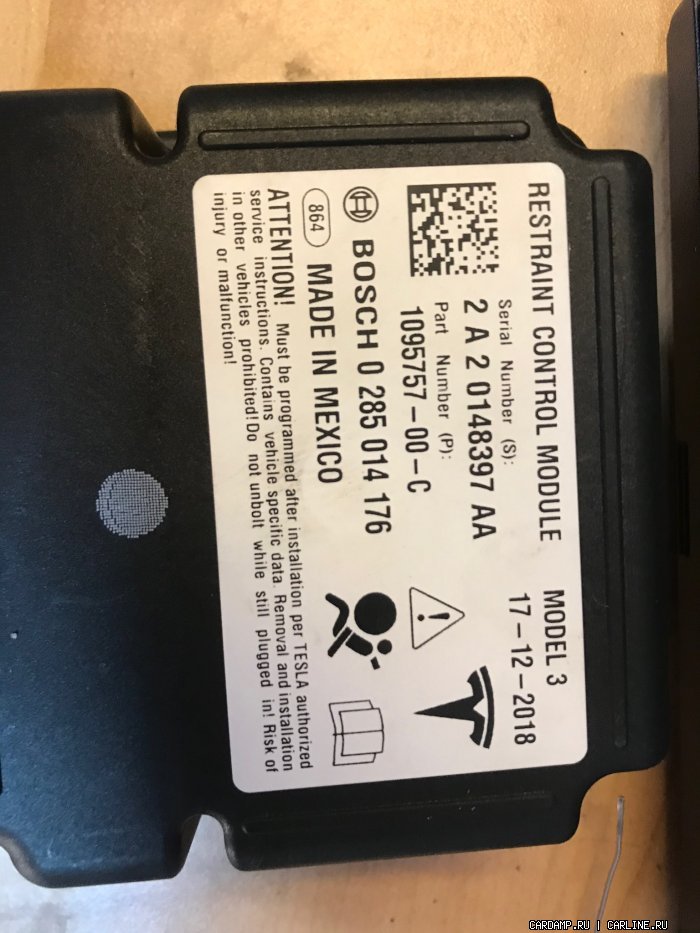 RESTRAINT CONTROL MODULE
MODEL 3
17-12-2018
Serial Number (S):
2 A 2 0148397 AA
Part Number (P):
1095757-00-C
BOSCH 0 285 014 176
864 MADE IN MEXICO
ATTENTION! Must be programmed after installation per TESLA authorized
service instructions. Contains vehicle specific data. Removal and installation
in other vehicles prohibited!Do not unbolt while still plugged in! Risk of
injury or malfunction!
CARDAMP.RU | CARLINE.RU